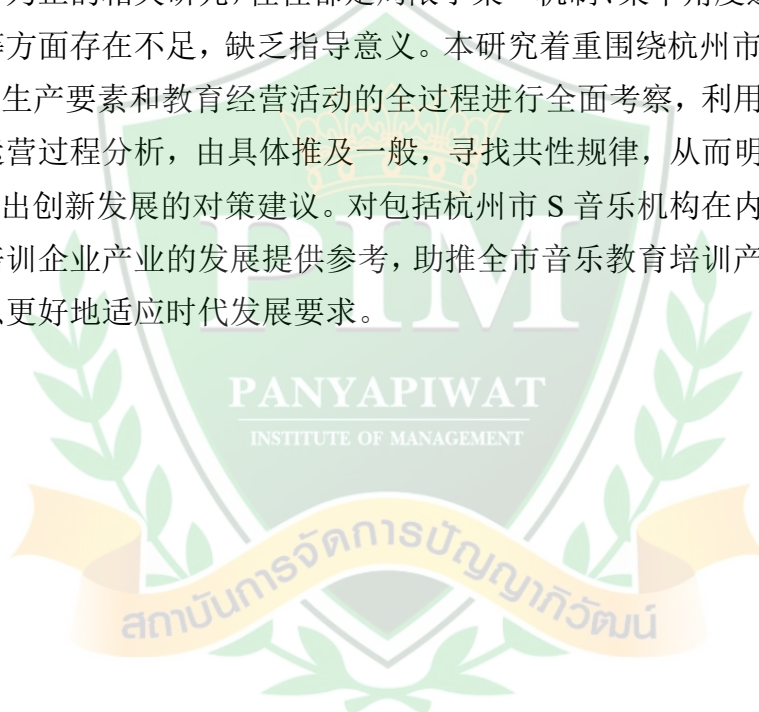 为止的相关研究，往往都是局限于某一机制、某个角度
等方面存在不足，缺乏指导意义。本研究着重围绕杭州市
生产要素和教育经营活动的全过程进行全面考察，利用
运营过程分析，由具体推及一般，寻找共性规律，从而明
出创新发展的对策建议。对包括杭州市 S 音乐机构在内
培训企业产业的发展提供参考，助推全市音乐教育培训产
更好地适应时代发展要求。
PIM
PANYAPIWAT
INSTITUTE OF MANAGEMENT
สถาบันการจัดการปัญญาภิวัฒน์